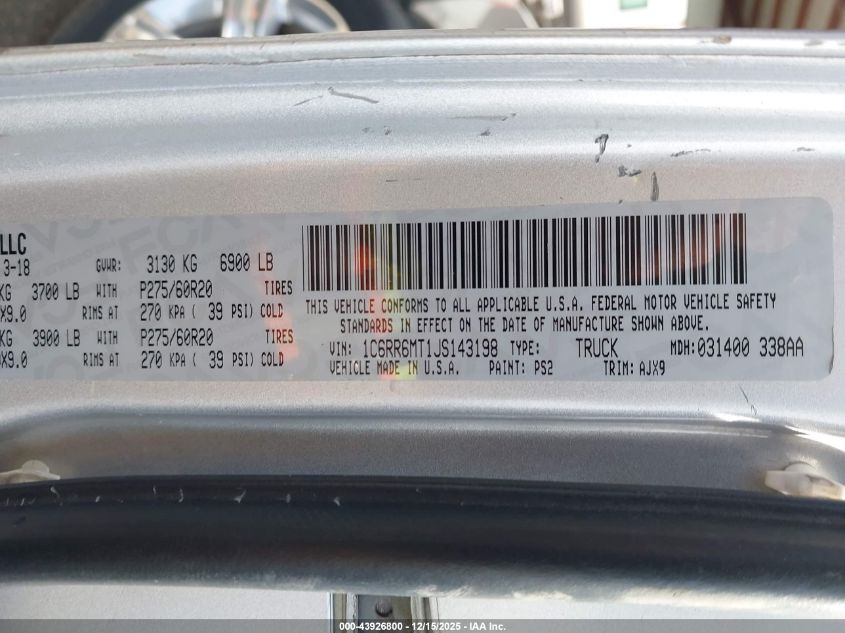 LLC
3-18 GVWR: 3130 KG 6900 LB
KG 3700 LB WITH P275/60R20 TIRES
X9.0 RIMS AT 270 KPA ( 39 PSI) COLD
KG 3900 LB WITH P275/60R20 TIRES
X9.0 RIMS AT 270 KPA ( 39 PSI) COLD
THIS VEHICLE CONFORMS TO ALL APPLICABLE U.S.A. FEDERAL MOTOR VEHICLE SAFETY
STANDARDS IN EFFECT ON THE DATE OF MANUFACTURE SHOWN ABOVE.
VIN: 1C6RR6MT1JS143198 TYPE: TRUCK MDH: 031400 338AA
VEHICLE MADE IN U.S.A. PAINT: PS2 TRIM: AJX9
000-43926800 - 12/15/2025 - IAA Inc.